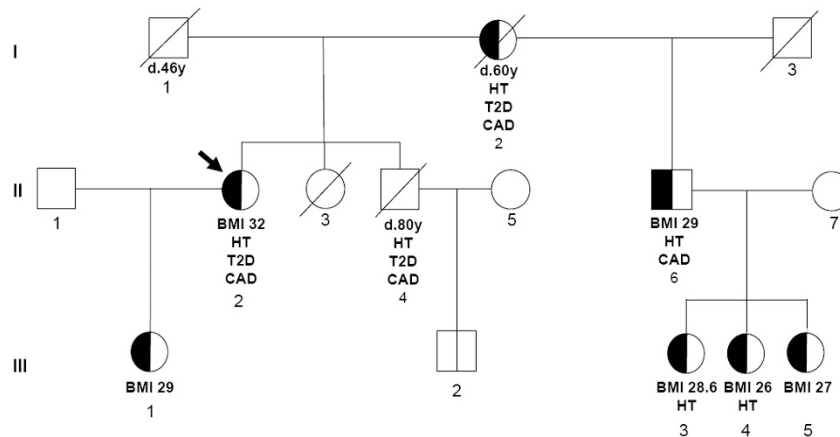 I
d.46y
1
d.60y
HT
T2D
CAD
2
3
II
1
BMI 32
HT
T2D
CAD
2
3
d.80y
HT
T2D
CAD
4
5
BMI 29
HT
CAD
6
7
III
BMI 29
1
2
BMI 28.6
HT
3
BMI 26
HT
4
BMI 27
5